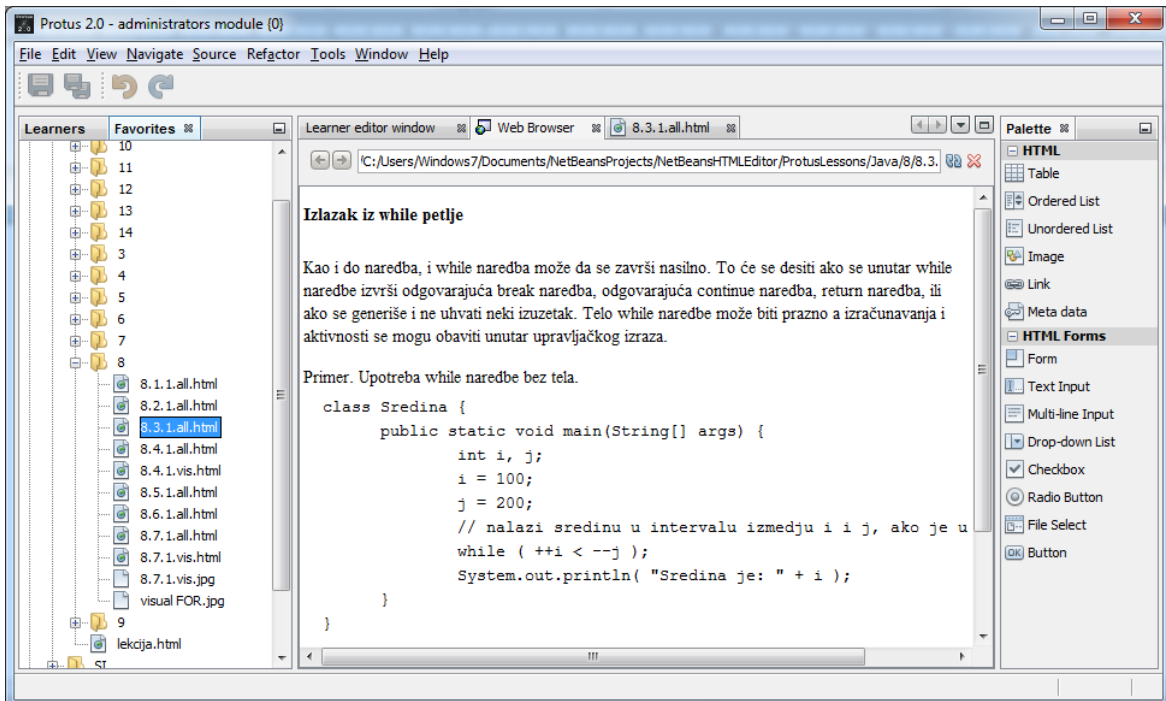 Protus 2.0 - administrators module {0}
File Edit View Navigate Source Refactor Tools Window Help
Learners Favorites
10
11
12
13
14
3
4
5
6
7
8
8.1.1.all.html
8.2.1.all.html
8.3.1.all.html
8.4.1.all.html
8.4.1.vis.html
8.5.1.all.html
8.6.1.all.html
8.7.1.all.html
8.7.1.vis.html
8.7.1.vis.jpg
visual FOR.jpg
9
lekcija.html
SI
Learner editor window Web Browser 8.3.1.all.html
C:/Users/Windows7/Documents/NetBeansProjects/NetBeansHTMLEditor/ProtusLessons/Java/8/8.3.
Izlazak iz while petlje
Kao i do naredba, i while naredba može da se završi nasilno. To će se desiti ako se unutar while
naredbe izvrši odgovarajuća break naredba, odgovarajuća continue naredba, return naredba, ili
ako se generiše i ne uhvati neki izuzetak. Telo while naredbe može biti prazno a izračunavanja i
aktivnosti se mogu obaviti unutar upravljačkog izraza.
Primer. Upotreba while naredbe bez tela.
class Sredina {
public static void main(String[] args) {
int i, j;
i = 100;
j = 200;
// nalazi sredinu u intervalu izmedju i i j, ako je u
while ( ++i < --j );
System.out.println( "Sredina je: " + i );
}
}
Palette
HTML
Table
Ordered List
Unordered List
Image
Link
Meta data
HTML Forms
Form
Text Input
Multi-line Input
Drop-down List
Checkbox
Radio Button
File Select
OK Button